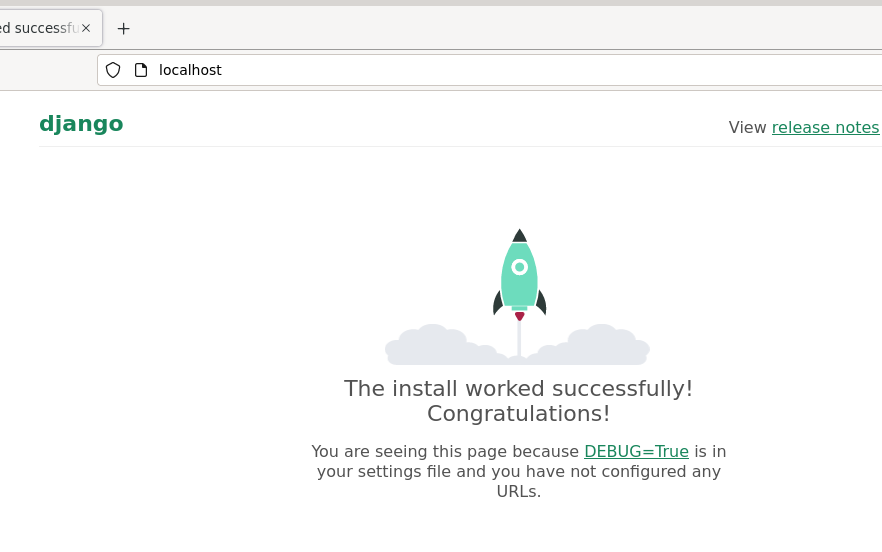 ed successfu
localhost
django
View release notes
The install worked successfully!
Congratulations!
You are seeing this page because DEBUG=True is in
your settings file and you have not configured any
URLs.